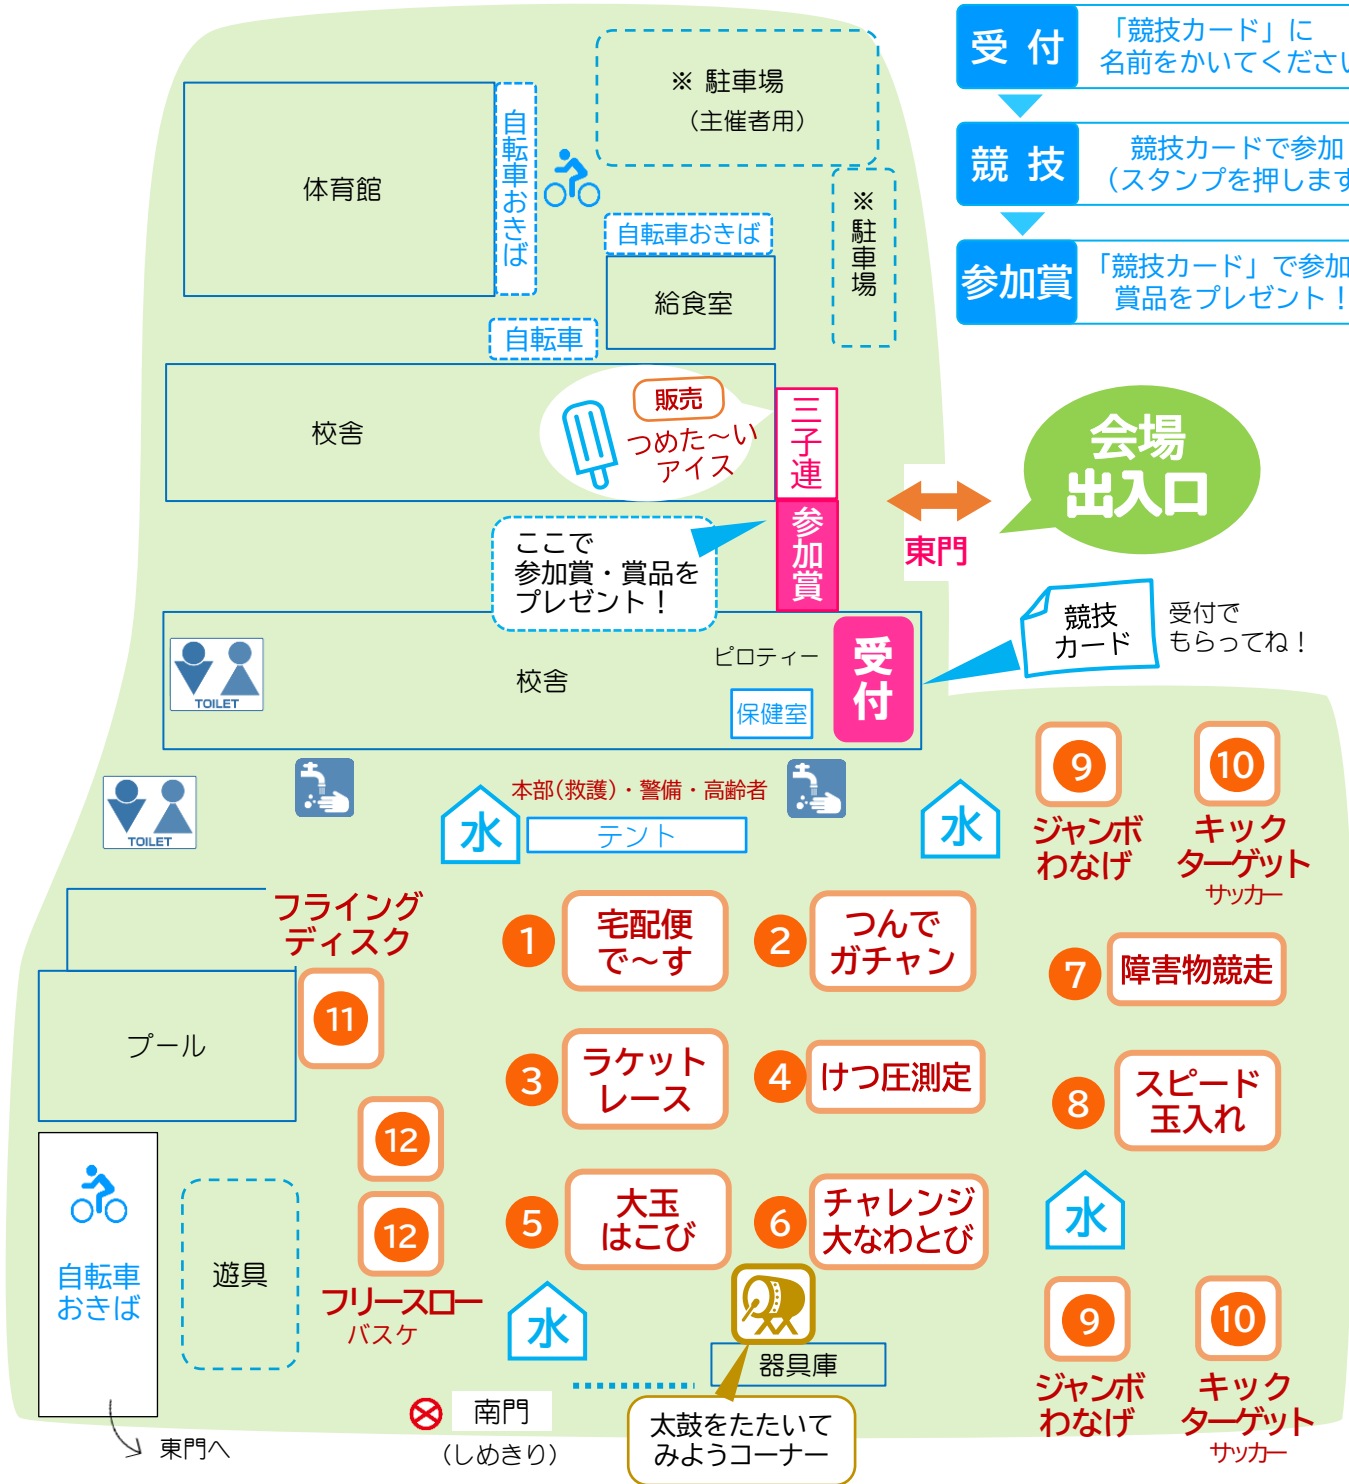 受 付
「競技カード」に
名前をかいてくださ
競 技
競技カードで参加
（スタンプを押します
参加賞
「競技カード」で参加
賞品をプレゼント！
※ 駐車場
（主催者用）
※駐車場
体育館
自転車おきば
自転車おきば
給食室
自転車
校舎
販売
つめた～い
アイス
三子連
参加賞
ここで
参加賞・賞品を
プレゼント！
会場
出入口
東門
競技
カード
受付で
もらってね！
TOILET
校舎
ピロティー
保健室
受付
TOILET
本部(救護)・警備・高齢者
テント
水
水
9
ジャンボ
わなげ
10
キック
ターゲット
サッカー
フライング
ディスク
11
プール
1
宅配便
で～す
2
つんで
ガチャン
7
障害物競走
3
ラケット
レース
4
けつ圧測定
8
スピード
玉入れ
12
12
フリースロー
バスケ
5
大玉
はこび
6
チャレンジ
大なわとび
水
水
自転車
おきば
遊具
器具庫
9
ジャンボ
わなげ
10
キック
ターゲット
サッカー
東門へ
南門
（しめきり）
太鼓をたたいて
みようコーナー